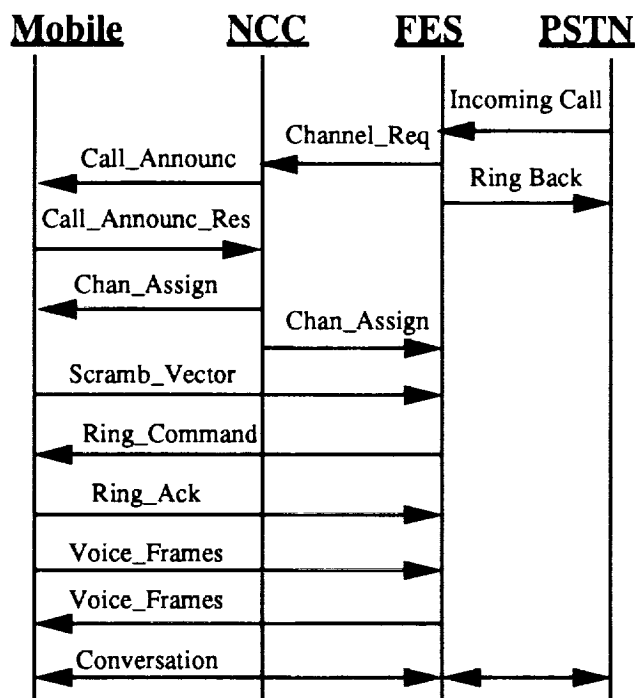 Mobile NCC FES PSTN
Incoming Call
Channel_Req
Call_Announc
Ring Back
Call_Announc_Res
Chan_Assign
Chan_Assign
Scramb_Vector
Ring_Command
Ring_Ack
Voice_Frames
Voice_Frames
Conversation